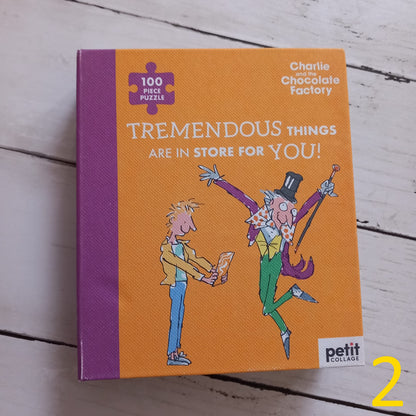 100
PIECE
PUZZLE
Charlie
and the
Chocolate
Factory
TREMENDOUS THINGS
ARE IN STORE FOR YOU!
petit
COLLAGE
2